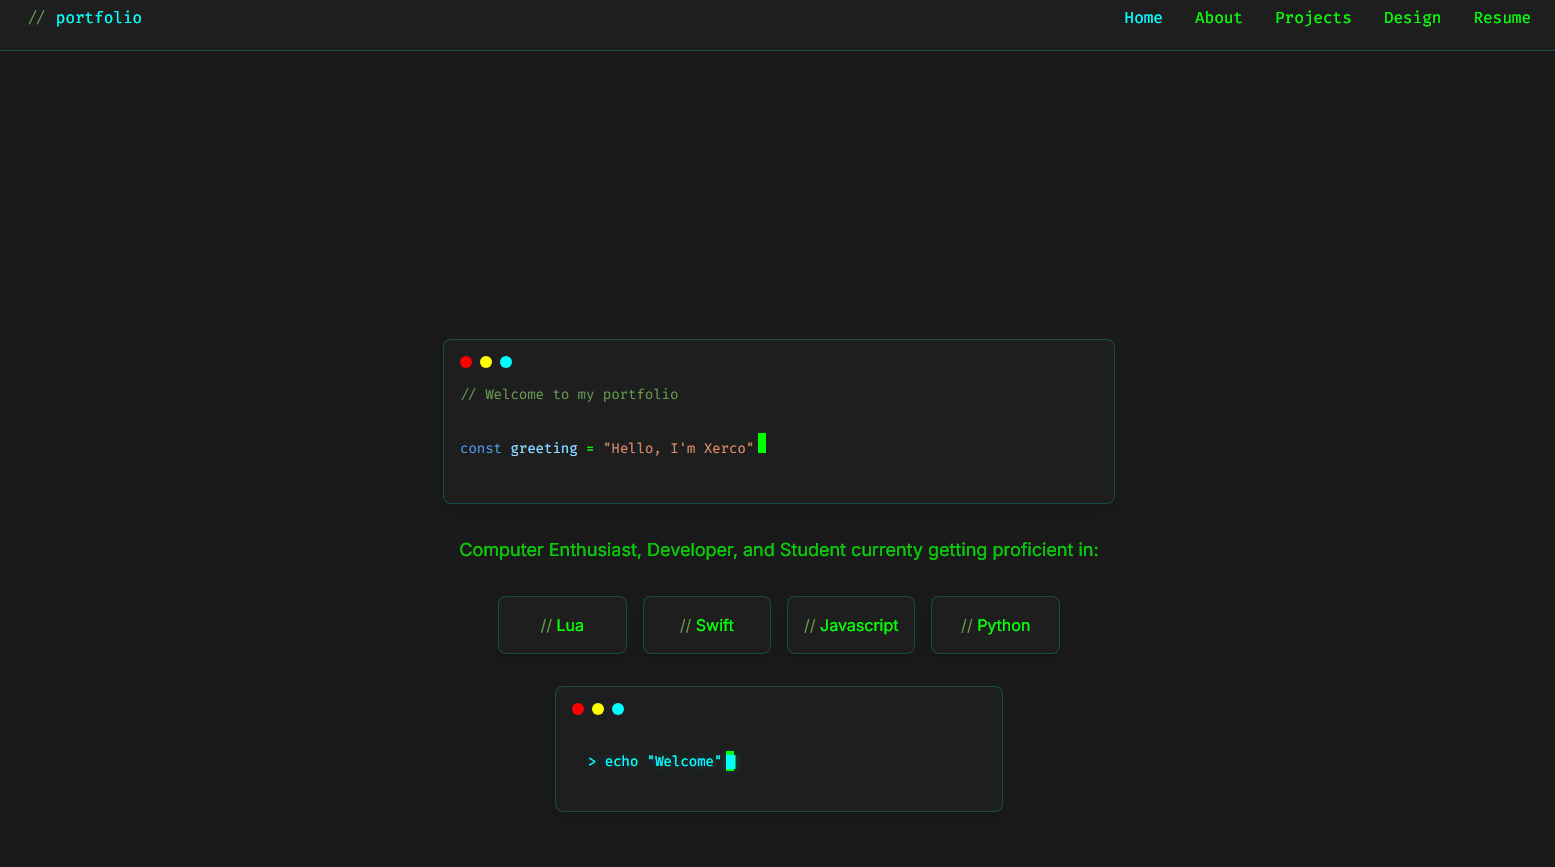 // portfolio
Home About Projects Design Resume
// Welcome to my portfolio
const greeting = "Hello, I'm Xerco"
Computer Enthusiast, Developer, and Student currenty getting proficient in:
// Lua
// Swift
// Javascript
// Python
> echo "Welcome"